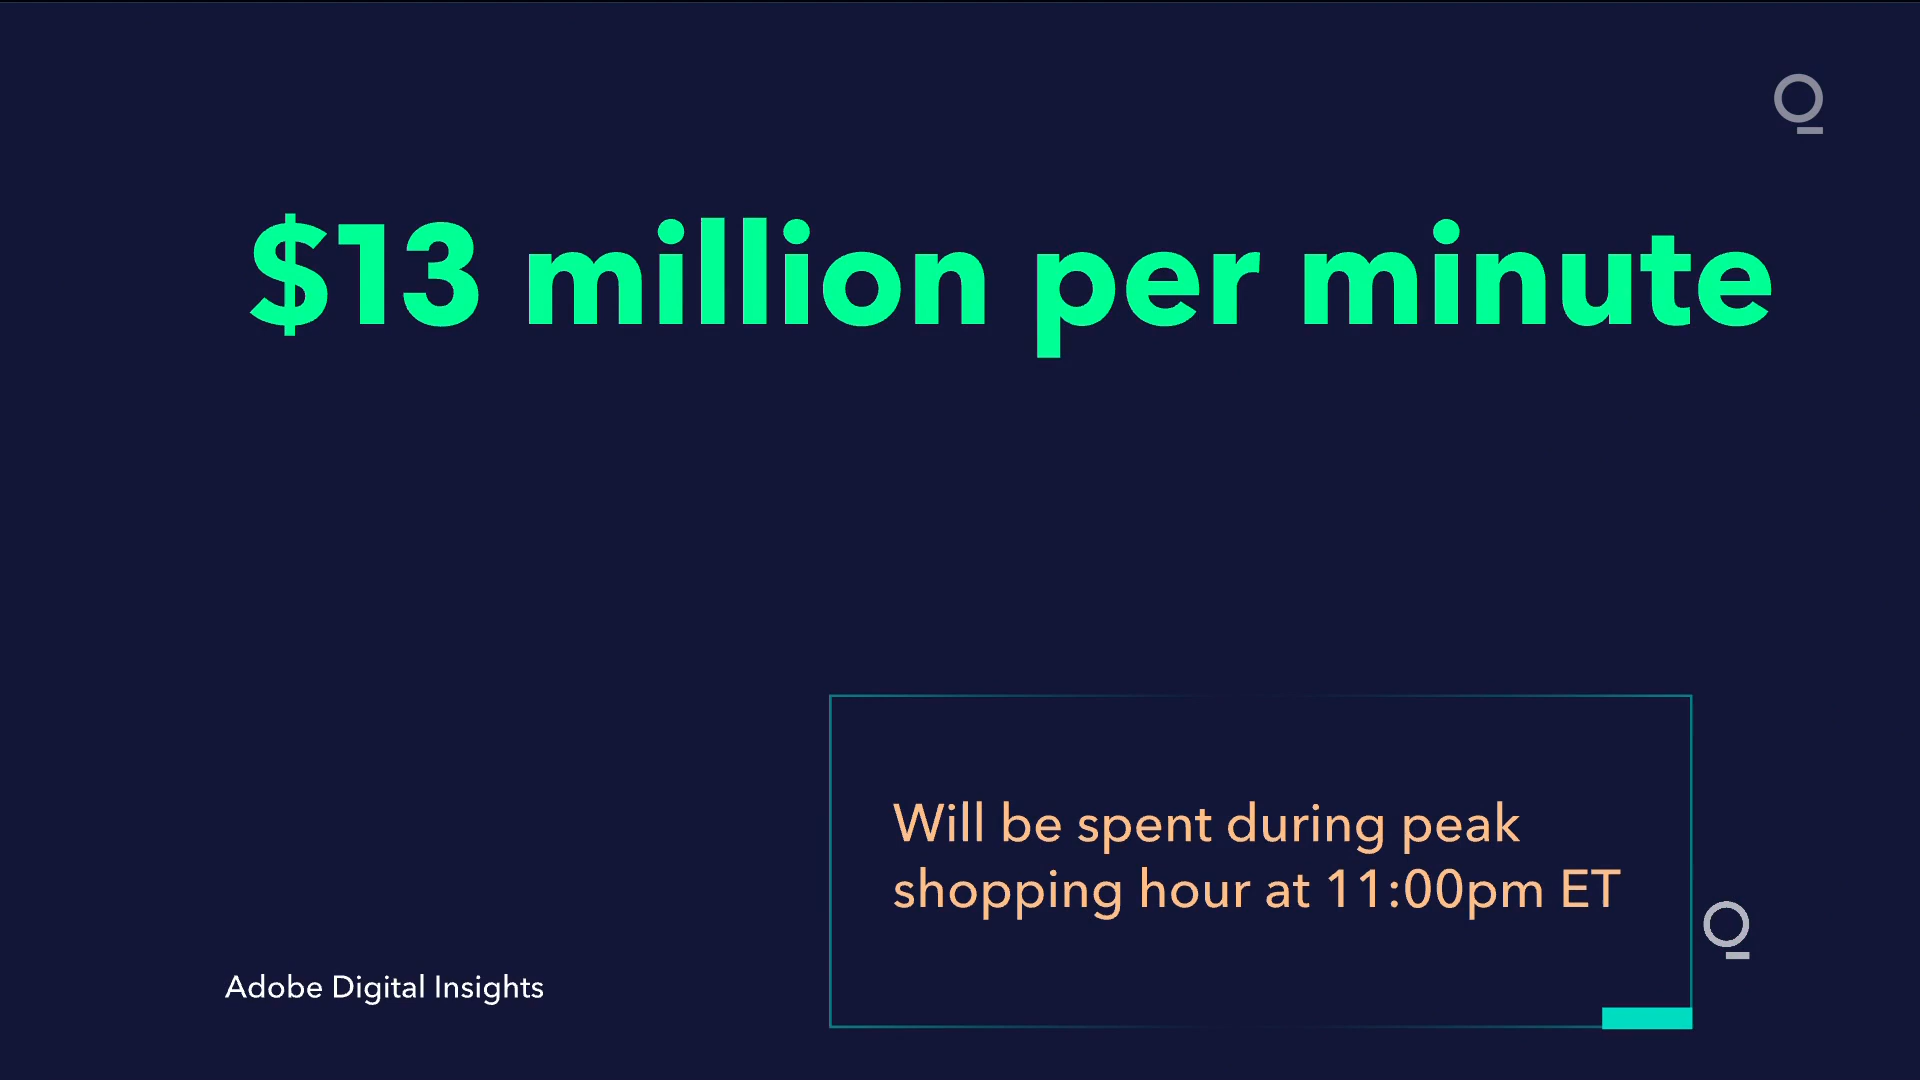 $13 million per minute
Will be spent during peak
shopping hour at 11:00pm ET
Adobe Digital Insights